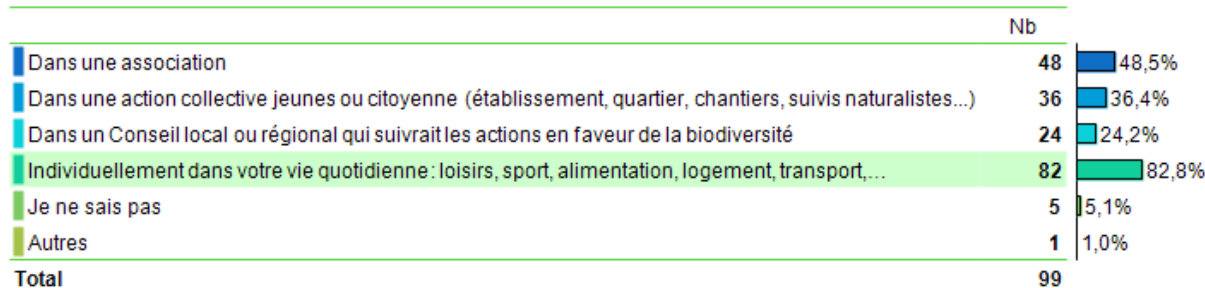 Nb
Dans une association 48 48,5%
Dans une action collective jeunes ou citoyenne (établissement, quartier, chantiers, suivis naturalistes...) 36 36,4%
Dans un Conseil local ou régional qui suivrait les actions en faveur de la biodiversité 24 24,2%
Individuellement dans votre vie quotidienne: loisirs, sport, alimentation, logement, transport,... 82 82,8%
Je ne sais pas 5 5,1%
Autres 1 1,0%
Total 99